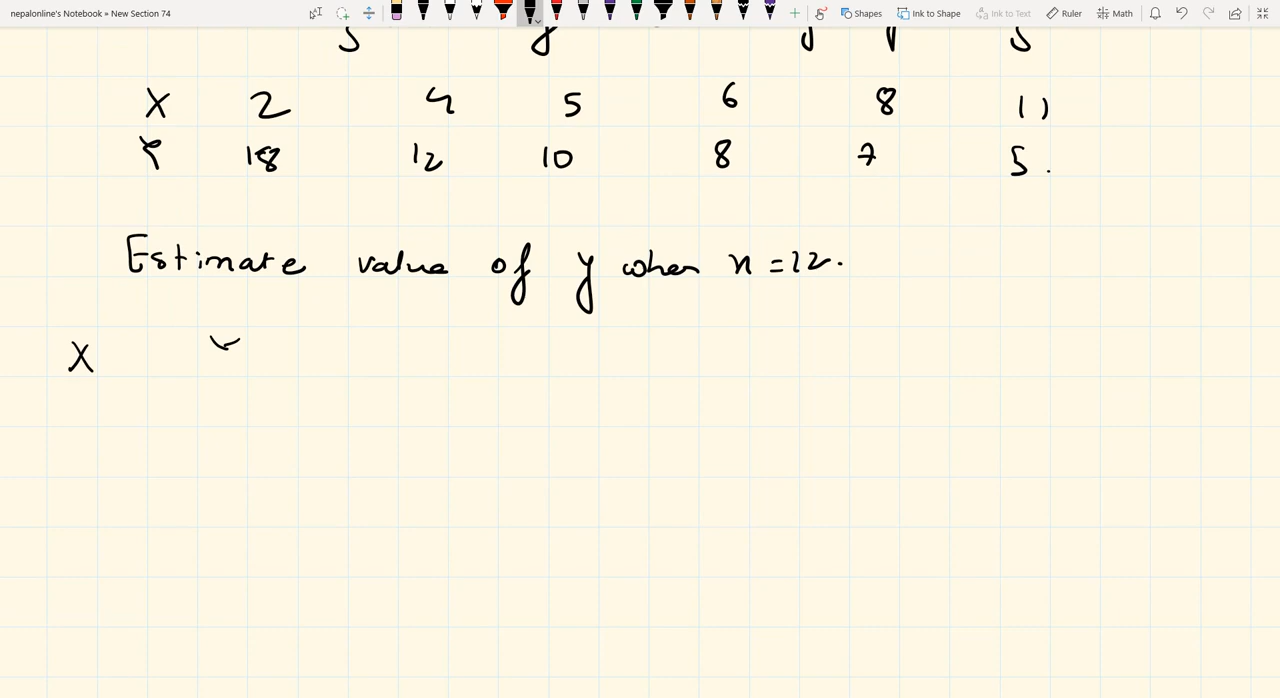 nepalonline's Notebook » New Section 74
Shapes Ink to Shape Ink to Text Ruler Math
X 2 4 5 6 8 11
Y 18 12 10 8 7 5.
Estimate value of y when x = 12.
X Y